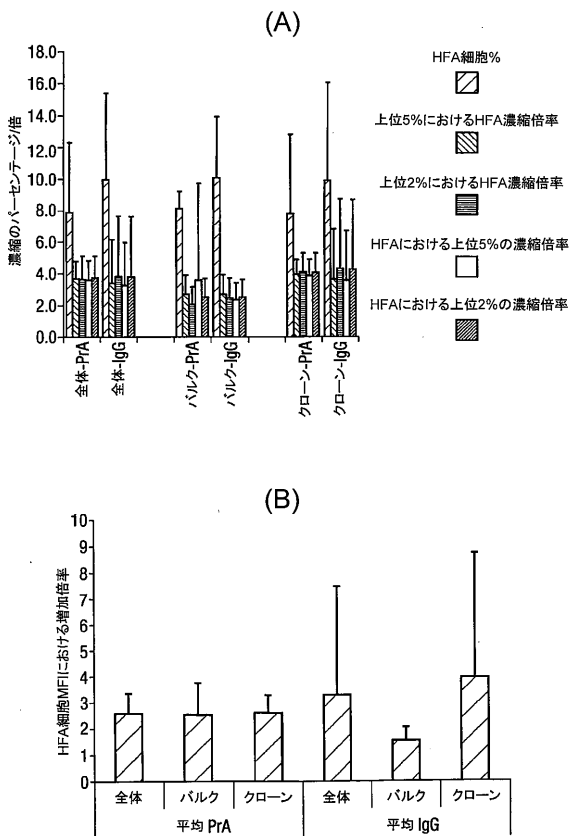 (A)
濃縮のパーセンテージ/倍
18.0
16.0
14.0
12.0
10.0
8.0
6.0
4.0
2.0
0.0
全体-PrA
全体-IgG
バルク-PrA
バルク-IgG
クローン-PrA
クローン-IgG
HFA細胞%
上位5%におけるHFA濃縮倍率
上位2%におけるHFA濃縮倍率
HFAにおける上位5%の濃縮倍率
HFAにおける上位2%の濃縮倍率
(B)
HFA細胞MFIにおける増加倍率
10
9
8
7
6
5
4
3
2
1
0
全体 バルク クローン 全体 バルク クローン
平均 PrA 平均 IgG